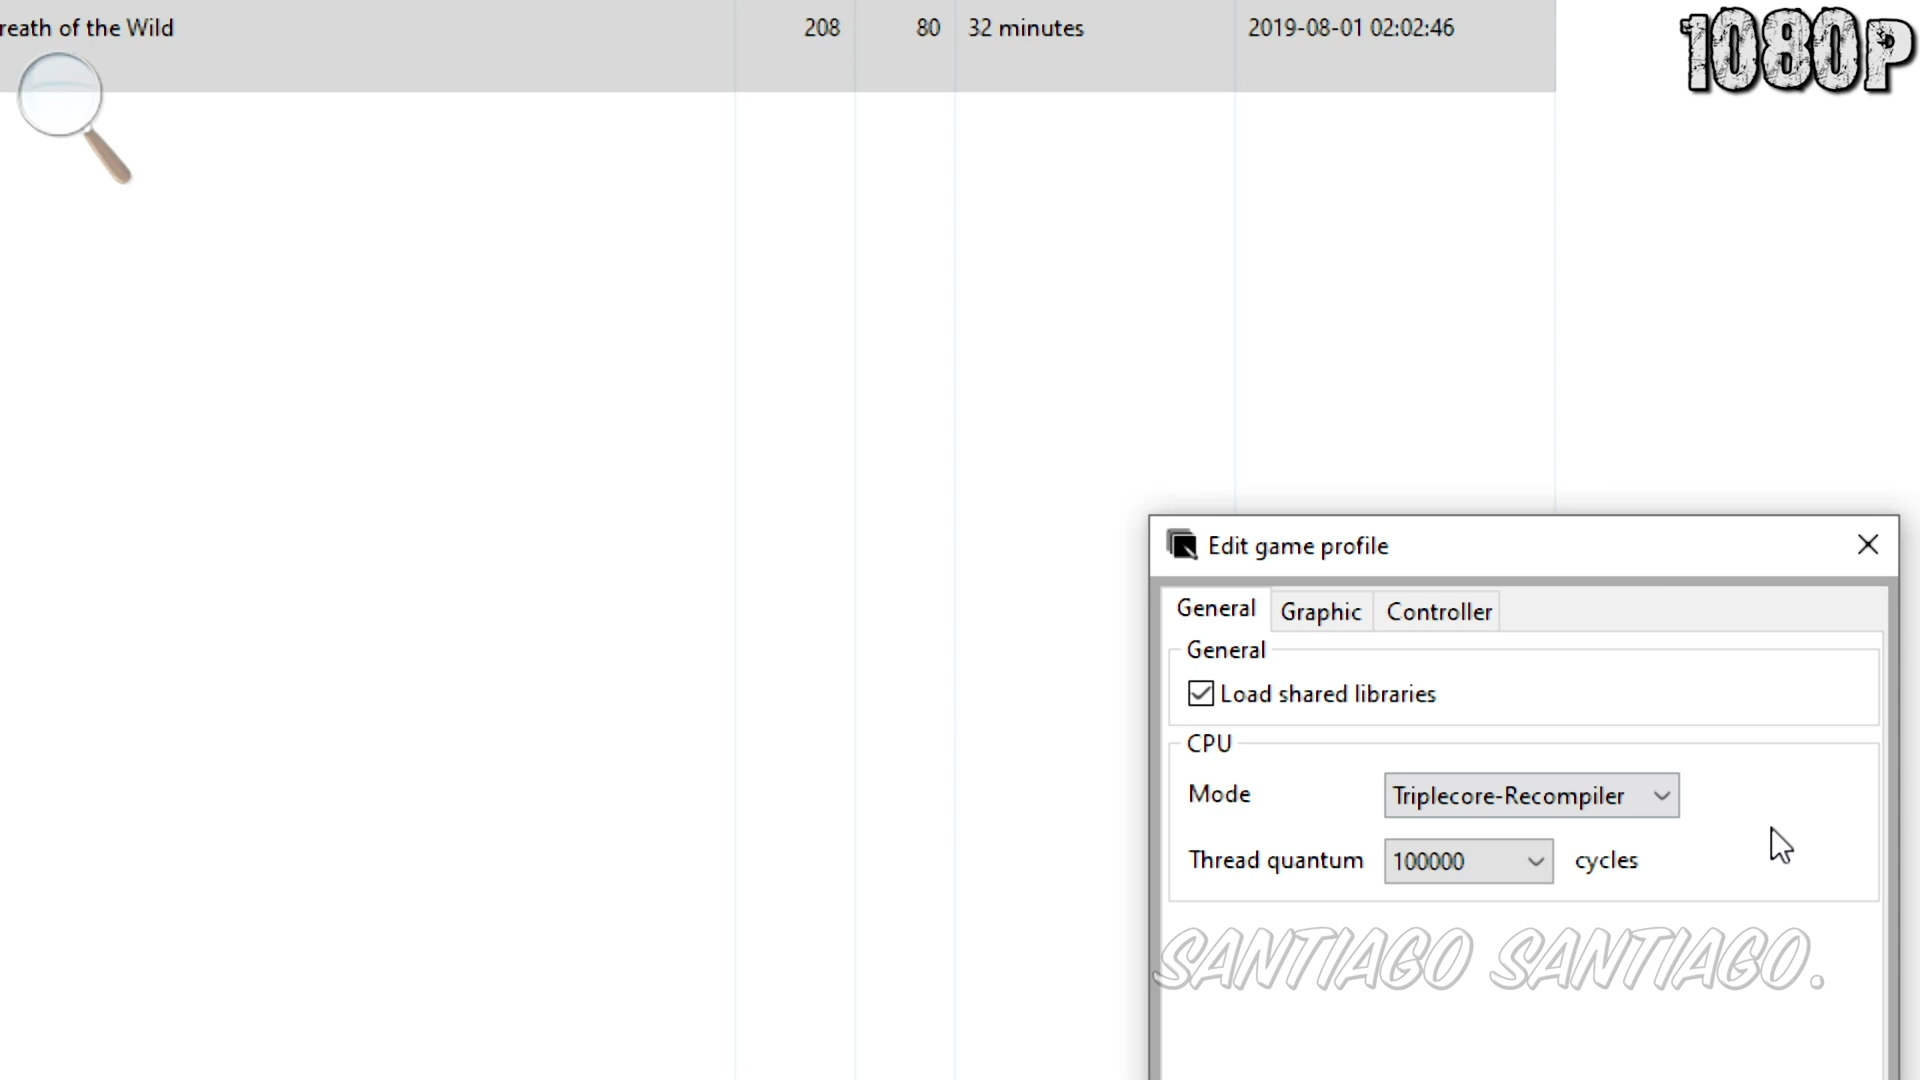 reath of the Wild 208 80 32 minutes 2019-08-01 02:02:46
1080P
Edit game profile
General Graphic Controller
General
Load shared libraries
CPU
Mode Triplecore-Recompiler
Thread quantum 100000 cycles
SANTIAGO SANTIAGO.